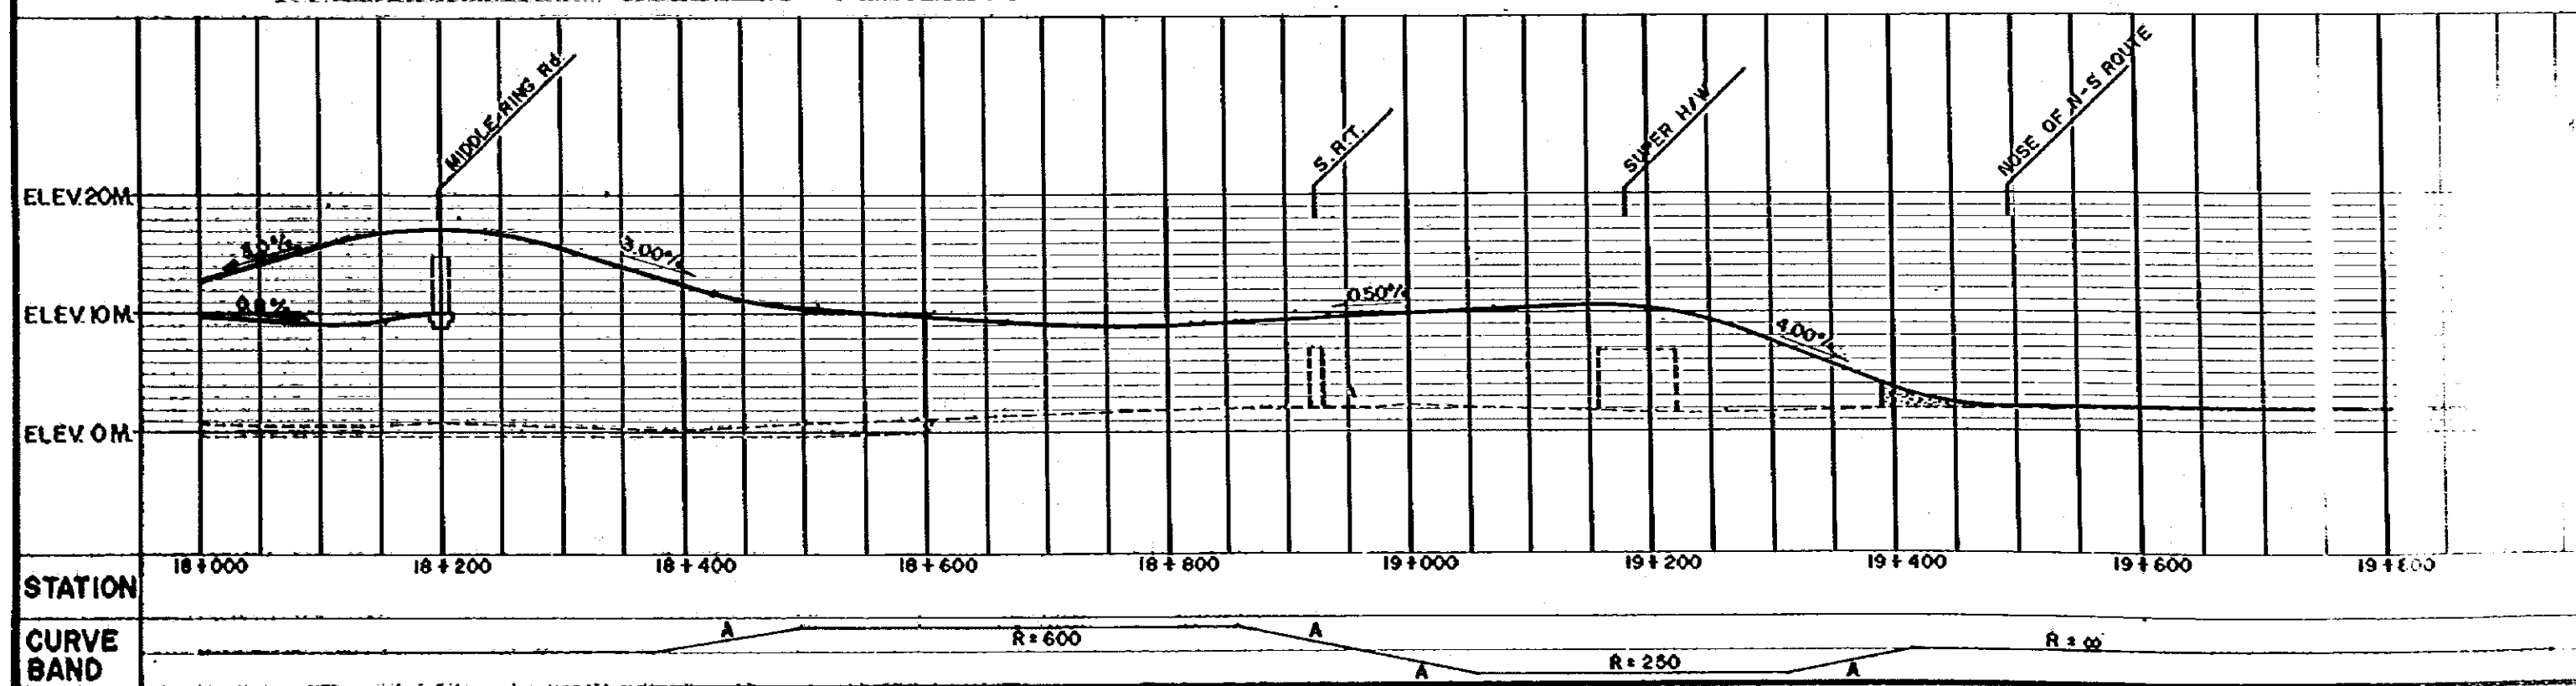 MIDDLE RING Rd.
S.R.T.
SUPER H/W
NOSE OF N-S ROUTE
ELEV. 20M.
3.00%
ELEV. 10M.
0.50%
4.00%
ELEV. 0M.
STATION
18+000 18+200 18+400 18+600 18+800 19+000 19+200 19+400 19+600 19+800
CURVE BAND
A R=600 A A R=250 A R=∞